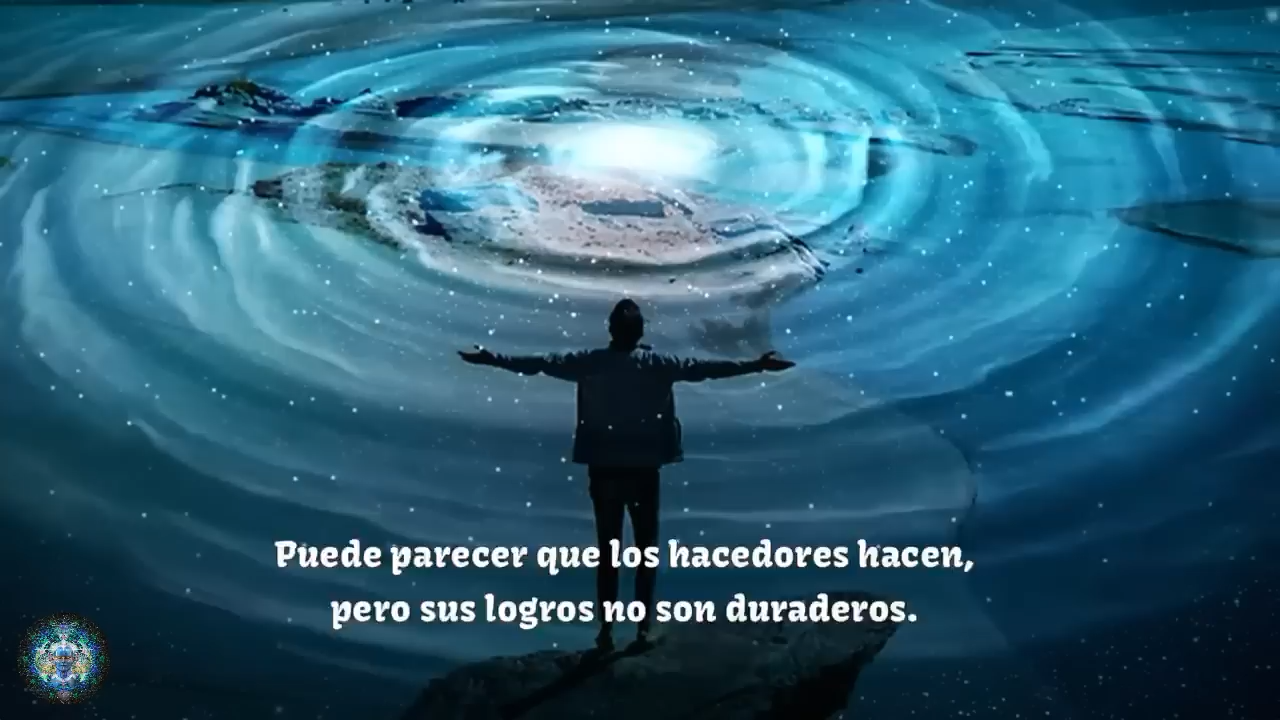 Puede parecer que los hacedores hacen,
pero sus logros no son duraderos.